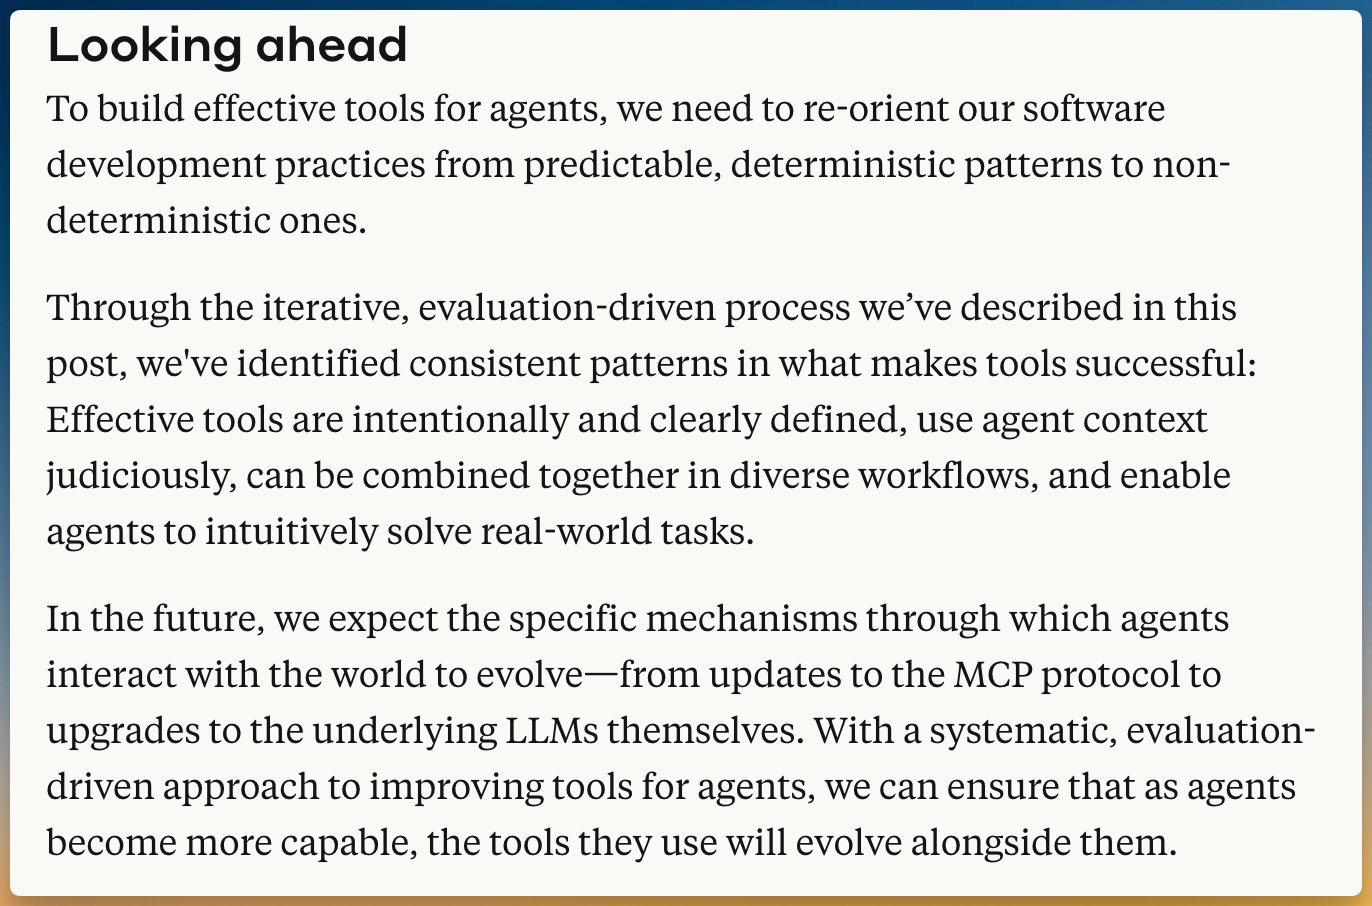 Looking ahead
To build effective tools for agents, we need to re-orient our software
development practices from predictable, deterministic patterns to non-
deterministic ones.
Through the iterative, evaluation-driven process we’ve described in this
post, we've identified consistent patterns in what makes tools successful:
Effective tools are intentionally and clearly defined, use agent context
judiciously, can be combined together in diverse workflows, and enable
agents to intuitively solve real-world tasks.
In the future, we expect the specific mechanisms through which agents
interact with the world to evolve—from updates to the MCP protocol to
upgrades to the underlying LLMs themselves. With a systematic, evaluation-
driven approach to improving tools for agents, we can ensure that as agents
become more capable, the tools they use will evolve alongside them.